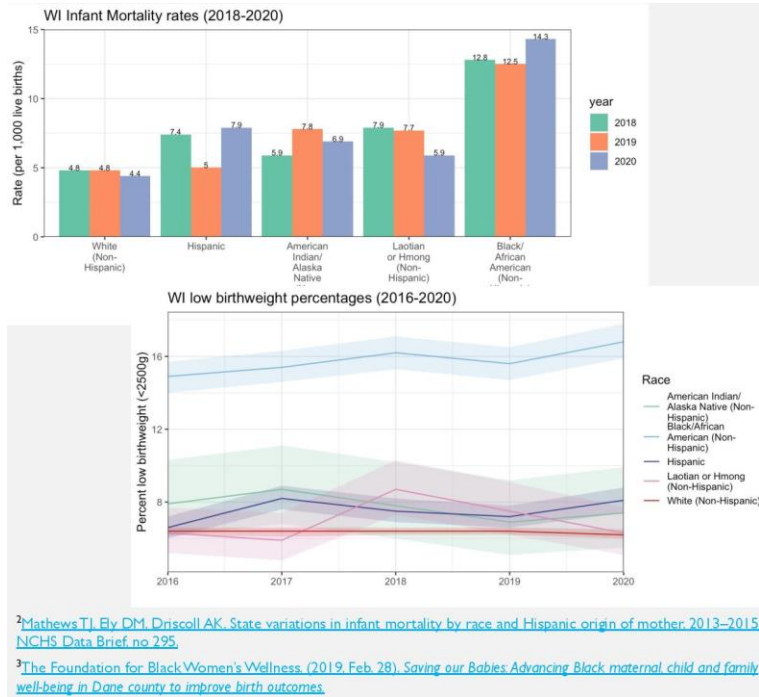 WI Infant Mortality rates (2018-2020)
Rate (per 1,000 live births)
15
10
5
0
4.8
4.8
4.4
7.4
5
7.9
5.9
7.8
6.9
7.9
7.7
5.9
12.8
12.5
14.3
White
(Non-
Hispanic)
Hispanic
American
Indian/
Alaska
Native
Laotian
or Hmong
(Non-
Hispanic)
Black/
African
American
(Non-
year
2018
2019
2020
WI low birthweight percentages (2016-2020)
Percent low birthweight (<2500g)
16
12
8
2016
2017
2018
2019
2020
Race
American Indian/
Alaska Native (Non-
Hispanic)
Black/African
American (Non-
Hispanic)
Hispanic
Laotian or Hmong
(Non-Hispanic)
White (Non-Hispanic)
2Mathews TJ, Ely DM, Driscoll AK. State variations in infant mortality by race and Hispanic origin of mother, 2013–2015.
NCHS Data Brief, no 295.
3The Foundation for Black Women's Wellness. (2019, Feb. 28). Saving our Babies: Advancing Black maternal, child and family
well-being in Dane county to improve birth outcomes.